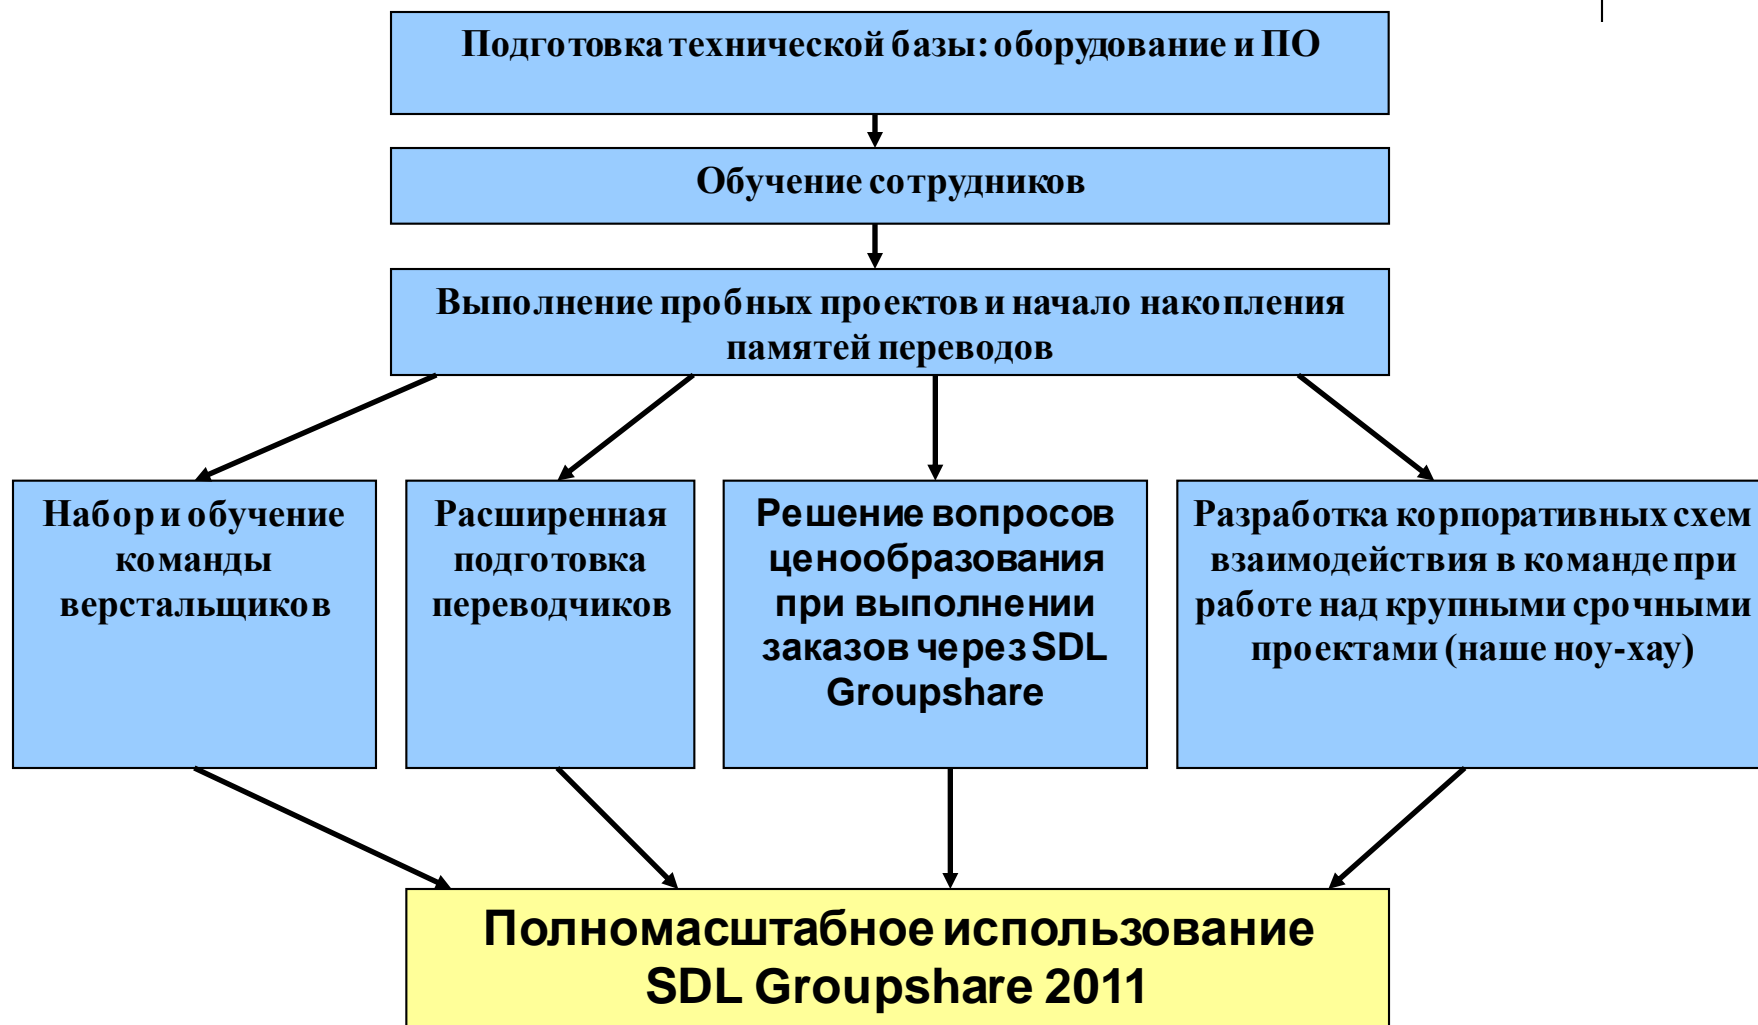 Подготовка технической базы: оборудование и ПО
Обучение сотрудников
Выполнение пробных проектов и начало накопления
памятей переводов
Набор и обучение
команды
верстальщиков
Расширенная
подготовка
переводчиков
Решение вопросов
ценообразования
при выполнении
заказов через SDL
Groupshare
Разработка корпоративных схем
взаимодействия в команде при
работе над крупными срочными
проектами (наше ноу-хау)
Полномасштабное использование
SDL Groupshare 2011